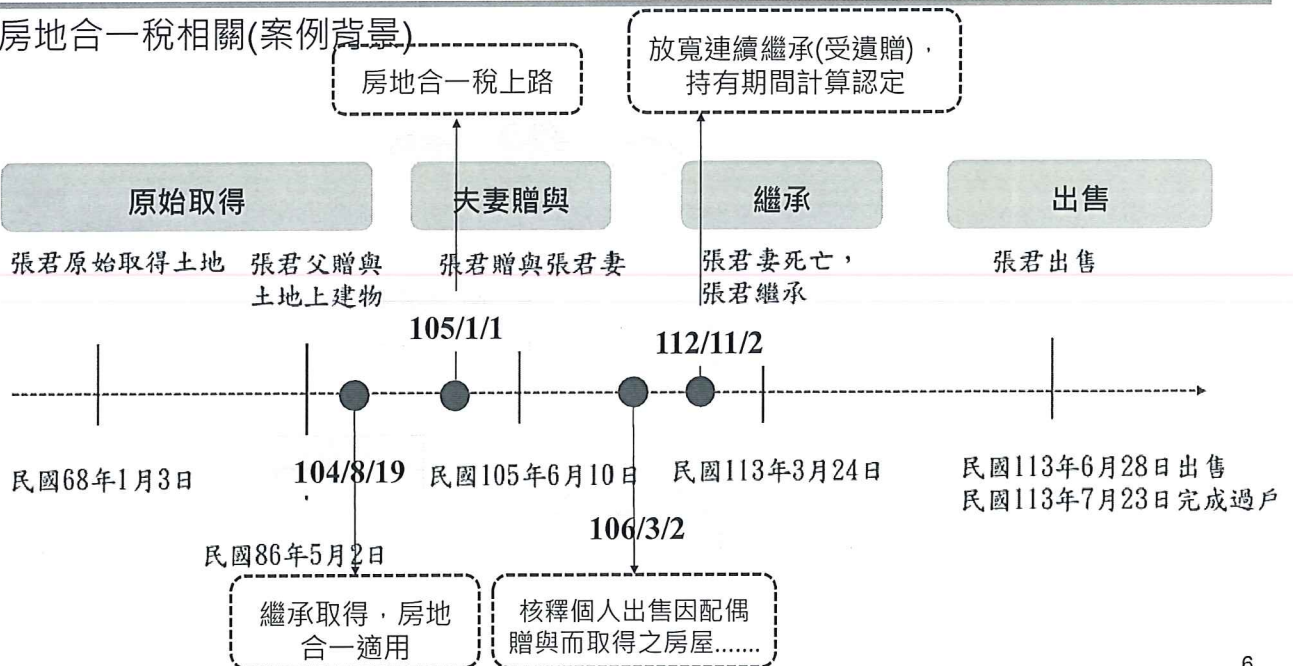 房地合一稅相關(案例背景)
房地合一稅上路
放寬連續繼承(受遺贈)，
持有期間計算認定
原始取得
夫妻贈與
繼承
出售
張君原始取得土地
張君父贈與
土地上建物
張君贈與張君妻
張君妻死亡，
張君繼承
張君出售
105/1/1
112/11/2
民國68年1月3日
104/8/19
民國105年6月10日
民國113年3月24日
民國113年6月28日出售
民國113年7月23日完成過戶
106/3/2
民國86年5月2日
繼承取得，房地
合一適用
核釋個人出售因配偶
贈與而取得之房屋.......
6